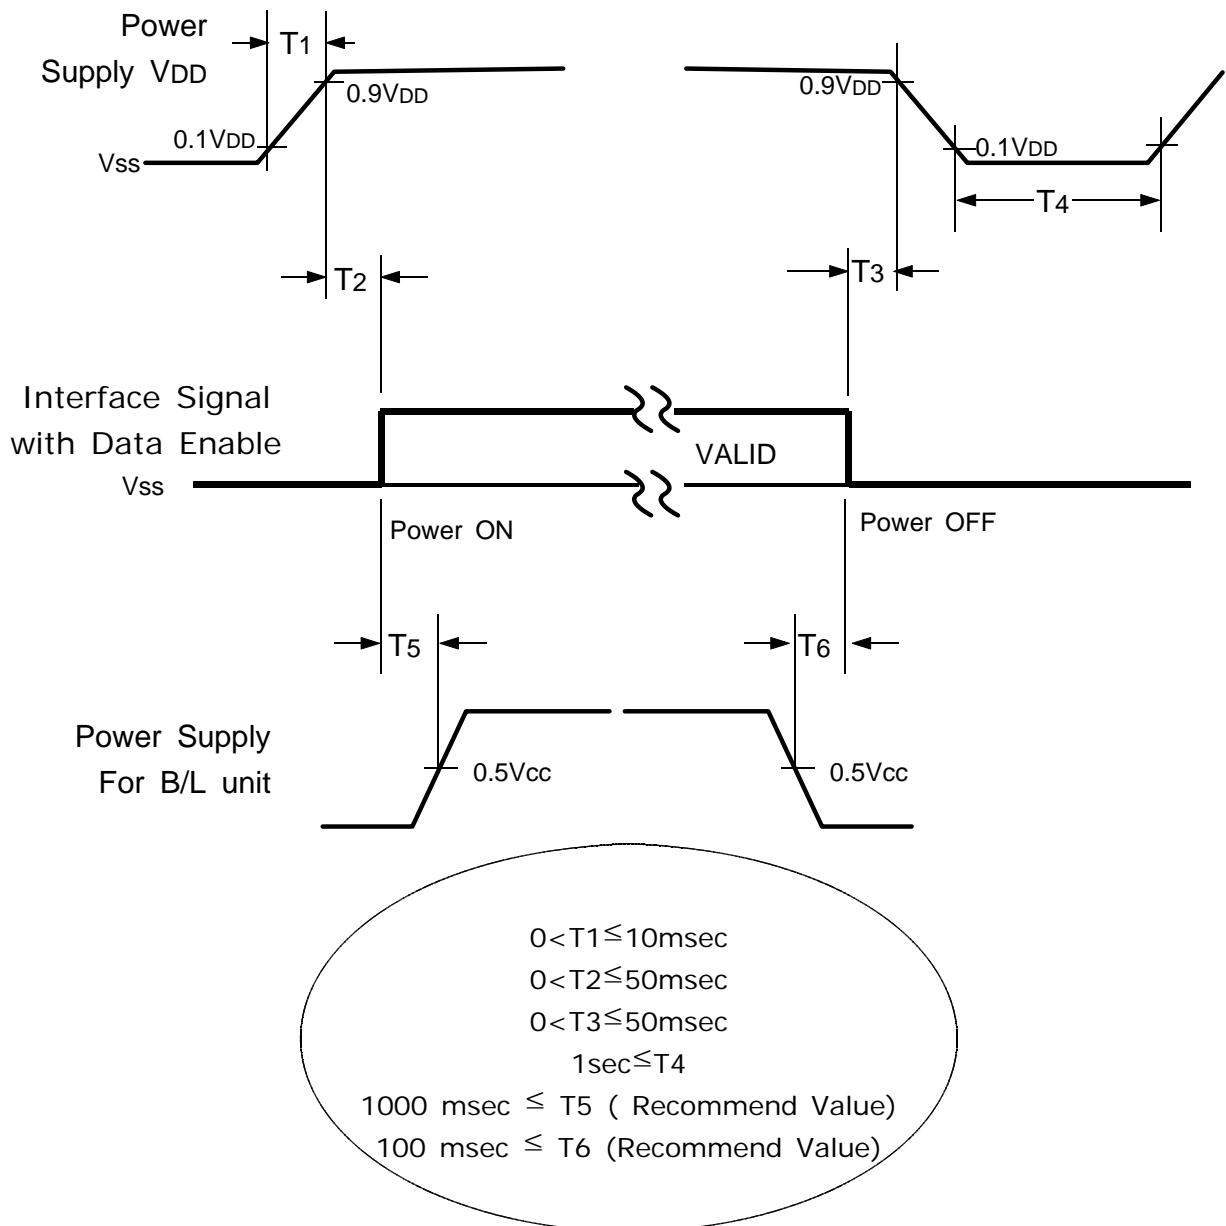 Power
Supply VDD
T1
0.9VDD
0.1VDD
Vss
0.9VDD
0.1VDD
T4
T2
T3
Interface Signal
with Data Enable
Vss
VALID
Power ON
Power OFF
T5
T6
Power Supply
For B/L unit
0.5Vcc
0.5Vcc
0<T1≦10msec
0<T2≦50msec
0<T3≦50msec
1sec≦T4
1000 msec ≦ T5 ( Recommend Value)
100 msec ≦ T6 (Recommend Value)